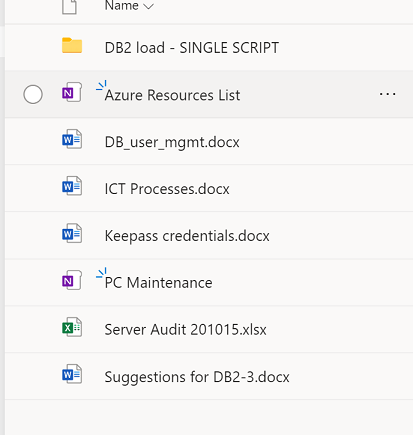 Name
DB2 load - SINGLE SCRIPT
Azure Resources List
DB_user_mgmt.docx
ICT Processes.docx
Keepass credentials.docx
PC Maintenance
Server Audit 201015.xlsx
Suggestions for DB2-3.docx